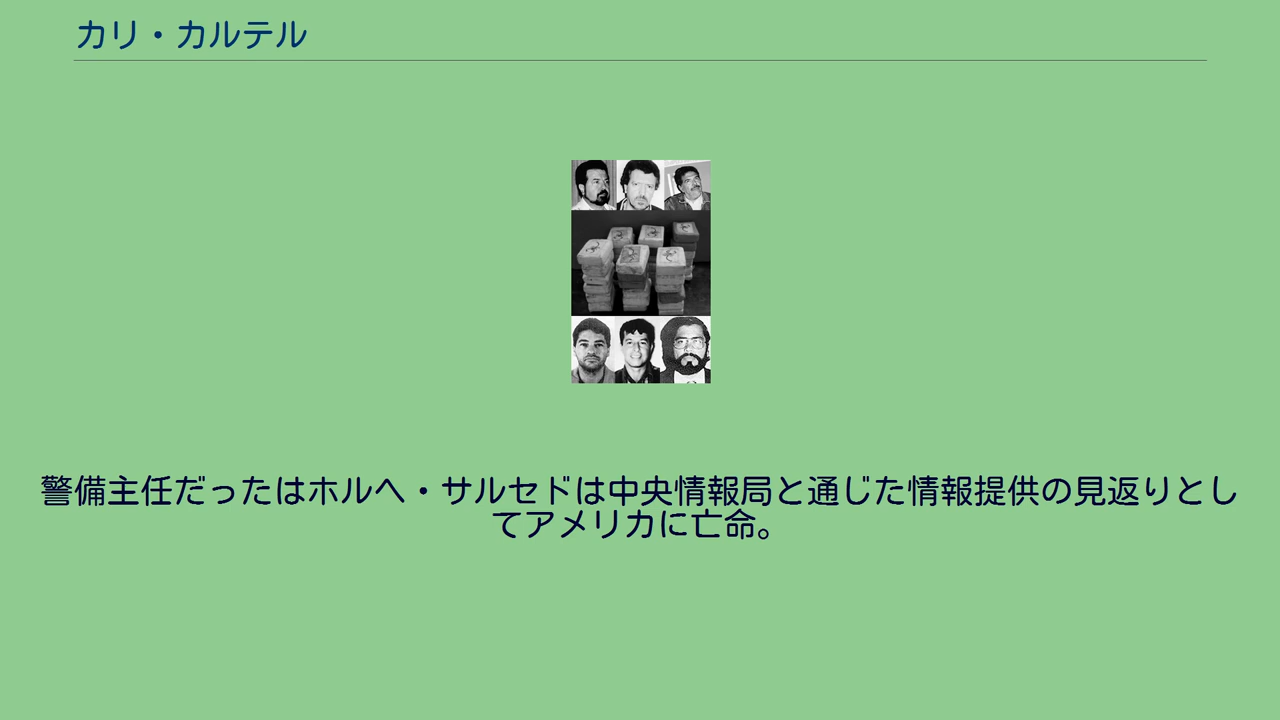 カリ・カルテル
警備主任だったはホルヘ・サルセドは中央情報局と通じた情報提供の見返りとし
てアメリカに亡命。